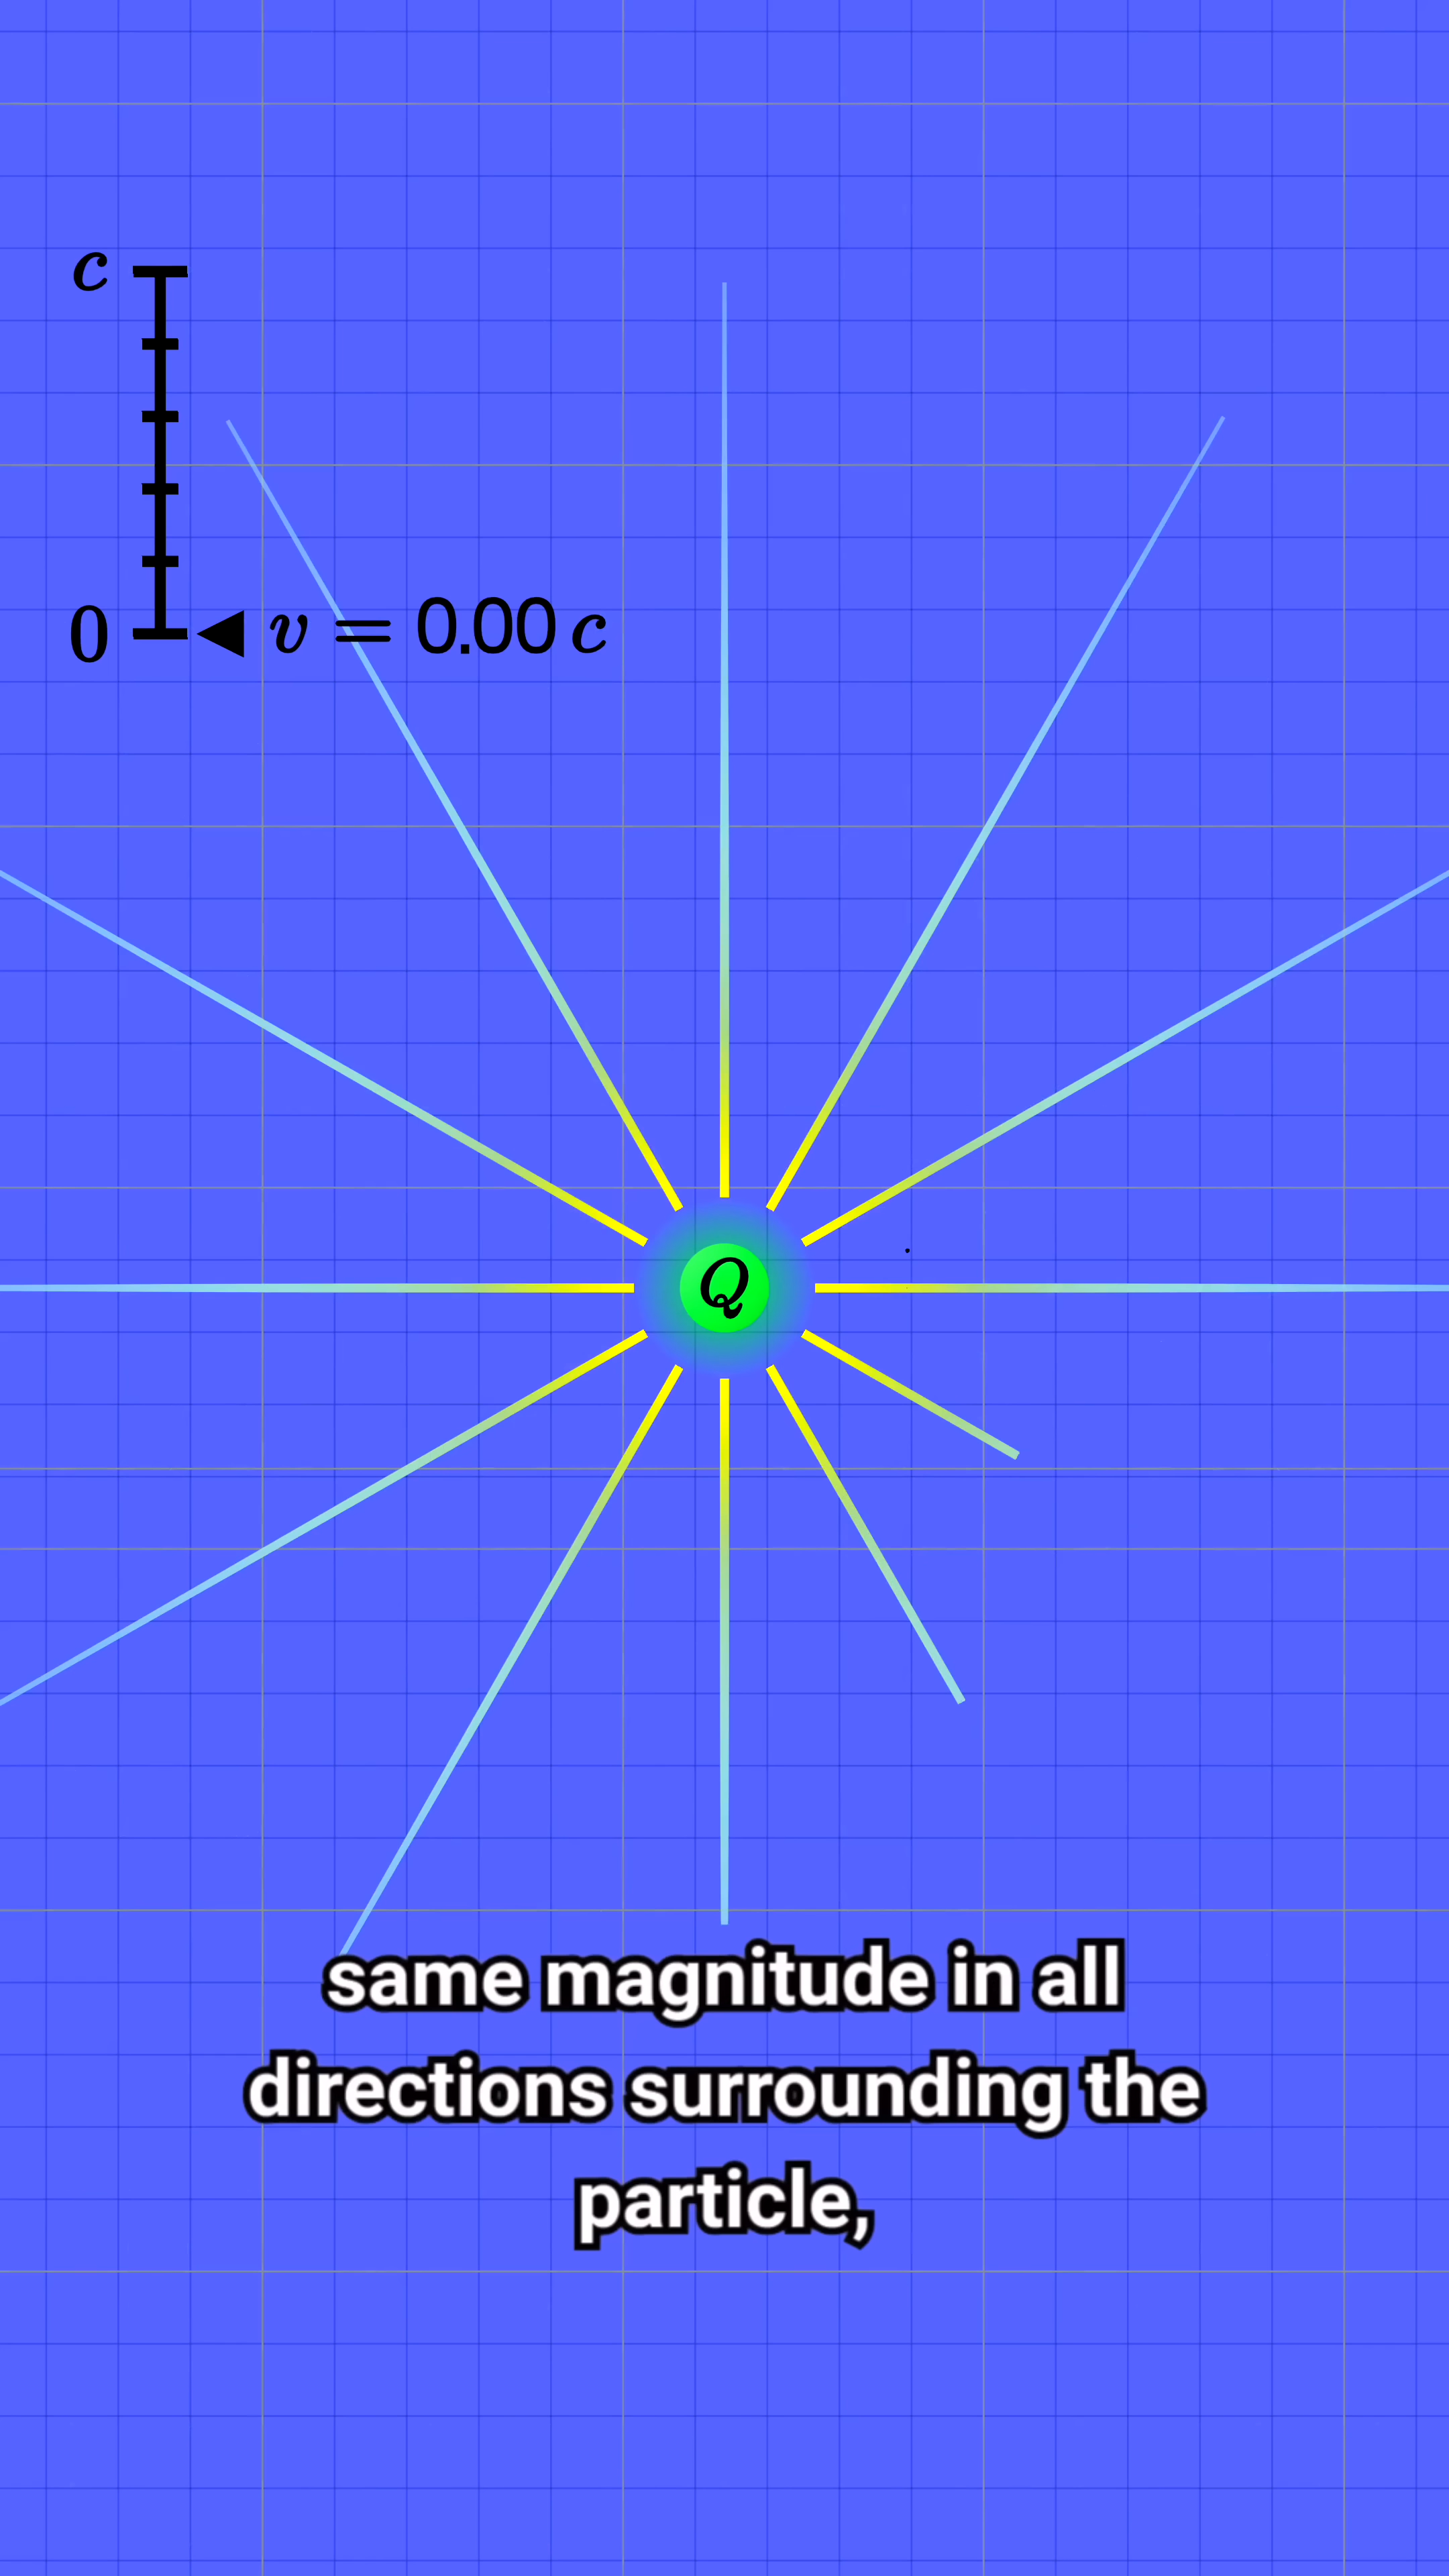 c
0
v = 0.00 c
Q
same magnitude in all
directions surrounding the
particle,